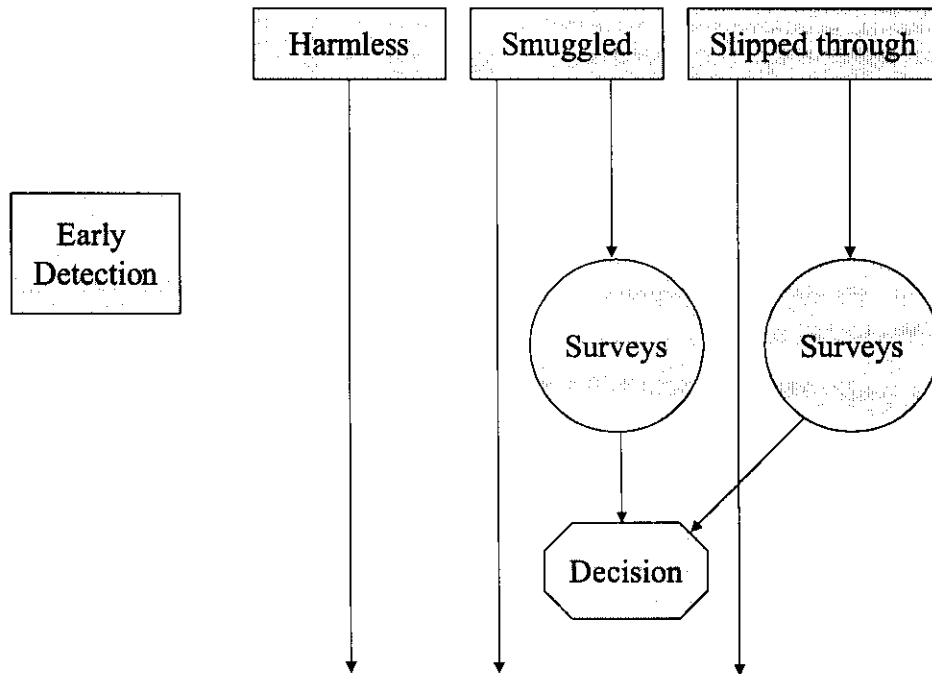 Harmless
Smuggled
Slipped through
Early
Detection
Surveys
Surveys
Decision